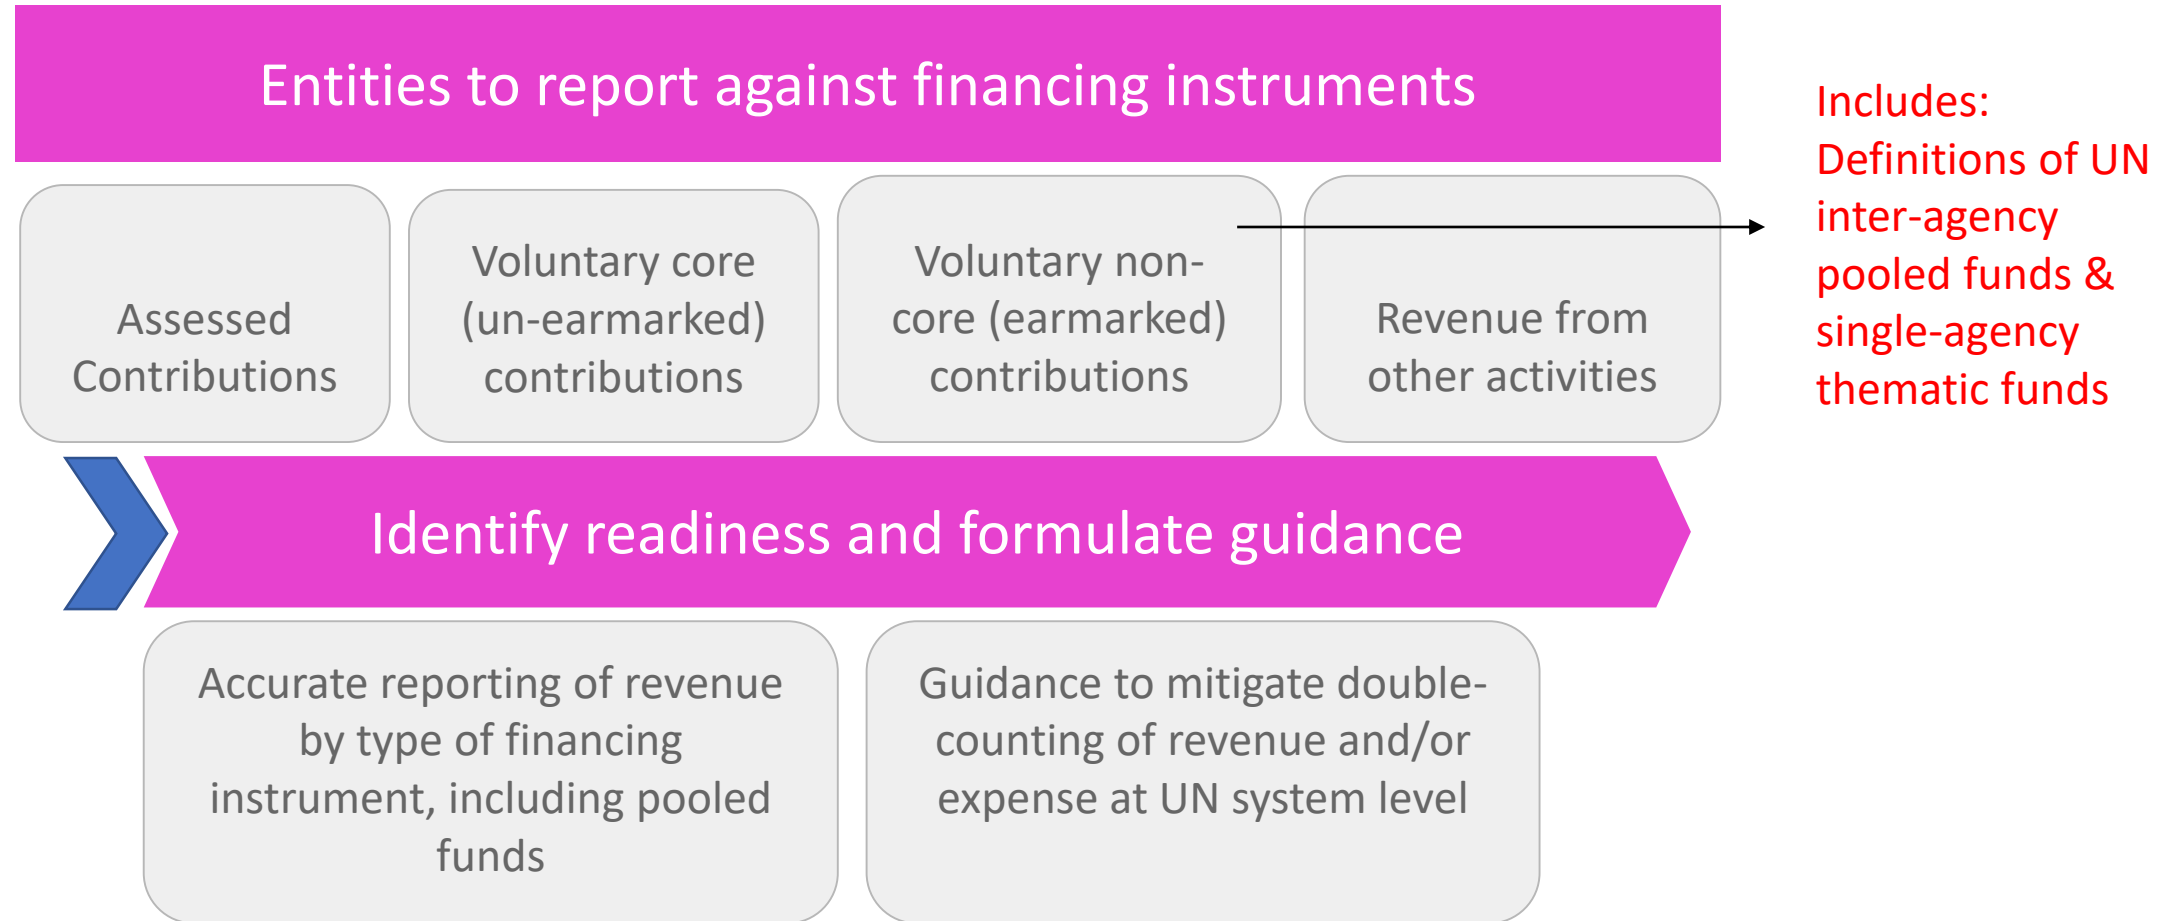 Entities to report against financing instruments
Includes:
Definitions of UN
inter-agency
pooled funds &
single-agency
thematic funds
Assessed
Contributions
Voluntary core
(un-earmarked)
contributions
Voluntary non-
core (earmarked)
contributions
Revenue from
other activities
Identify readiness and formulate guidance
Accurate reporting of revenue
by type of financing
instrument, including pooled
funds
Guidance to mitigate double-
counting of revenue and/or
expense at UN system level